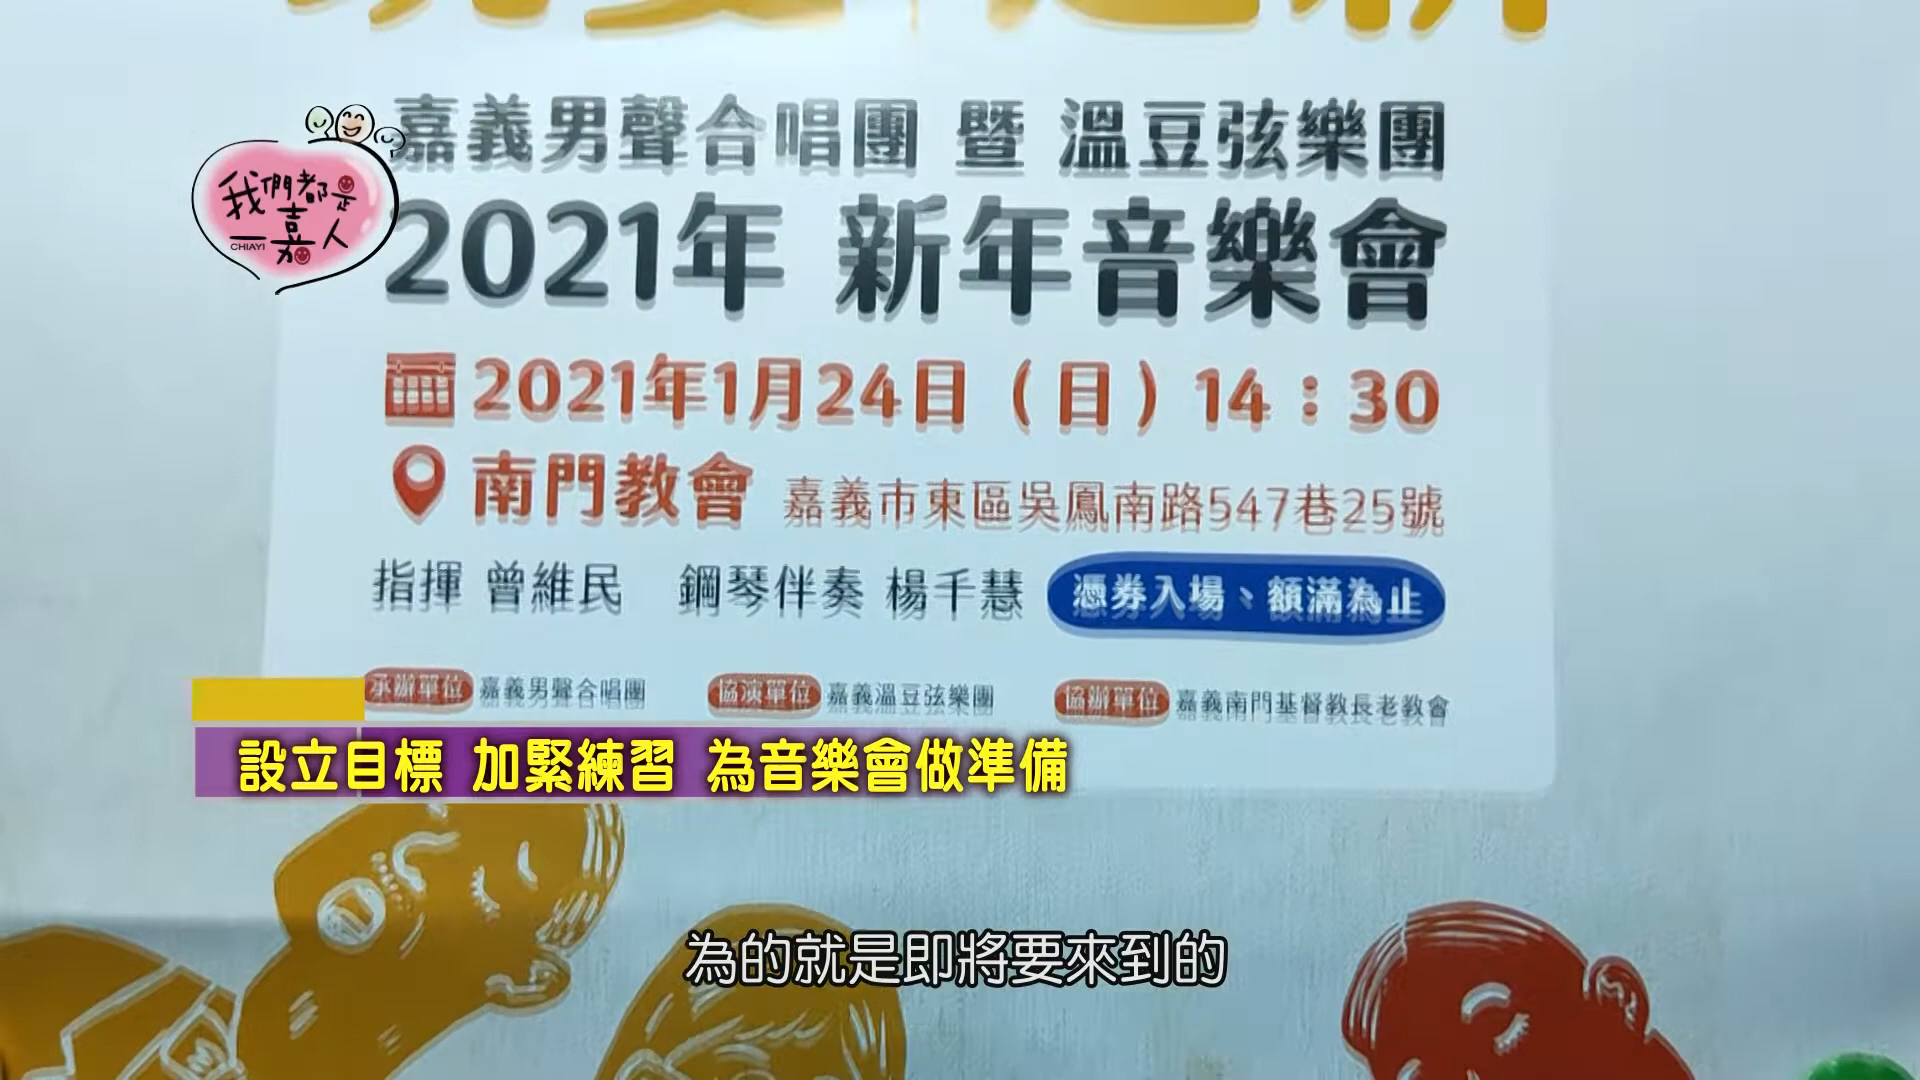 嘉義男聲合唱團 暨 溫豆弦樂團
2021年 新年音樂會
我們都是
一嘉人
CHIAYI
2021年1月24日（日）14：30
南門教會 嘉義市東區吳鳳南路547巷25號
指揮 曾維民 鋼琴伴奏 楊千慧 憑券入場、額滿為止
承辦單位 嘉義男聲合唱團 協演單位 嘉義溫豆弦樂團 協辦單位 嘉義南門基督教長老教會
設立目標 加緊練習 為音樂會做準備
為的就是即將要來到的